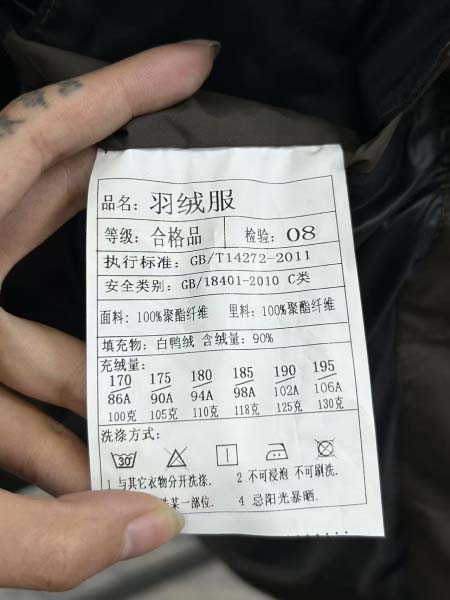 品名: 羽绒服
等级: 合格品 检验: 08
执行标准: GB/T14272-2011
安全类别: GB/18401-2010 C类
面料: 100%聚酯纤维 里料: 100%聚酯纤维
填充物: 白鸭绒 含绒量: 90%
充绒量:
170 175 180 185 190 195
86A 90A 94A 98A 102A 106A
100克 105克 110克 118克 125克 130克
洗涤方式:
30
1 与其它衣物分开洗涤. 2 不可浸泡 不可刷洗.
某一部位. 4 忌阳光暴晒.